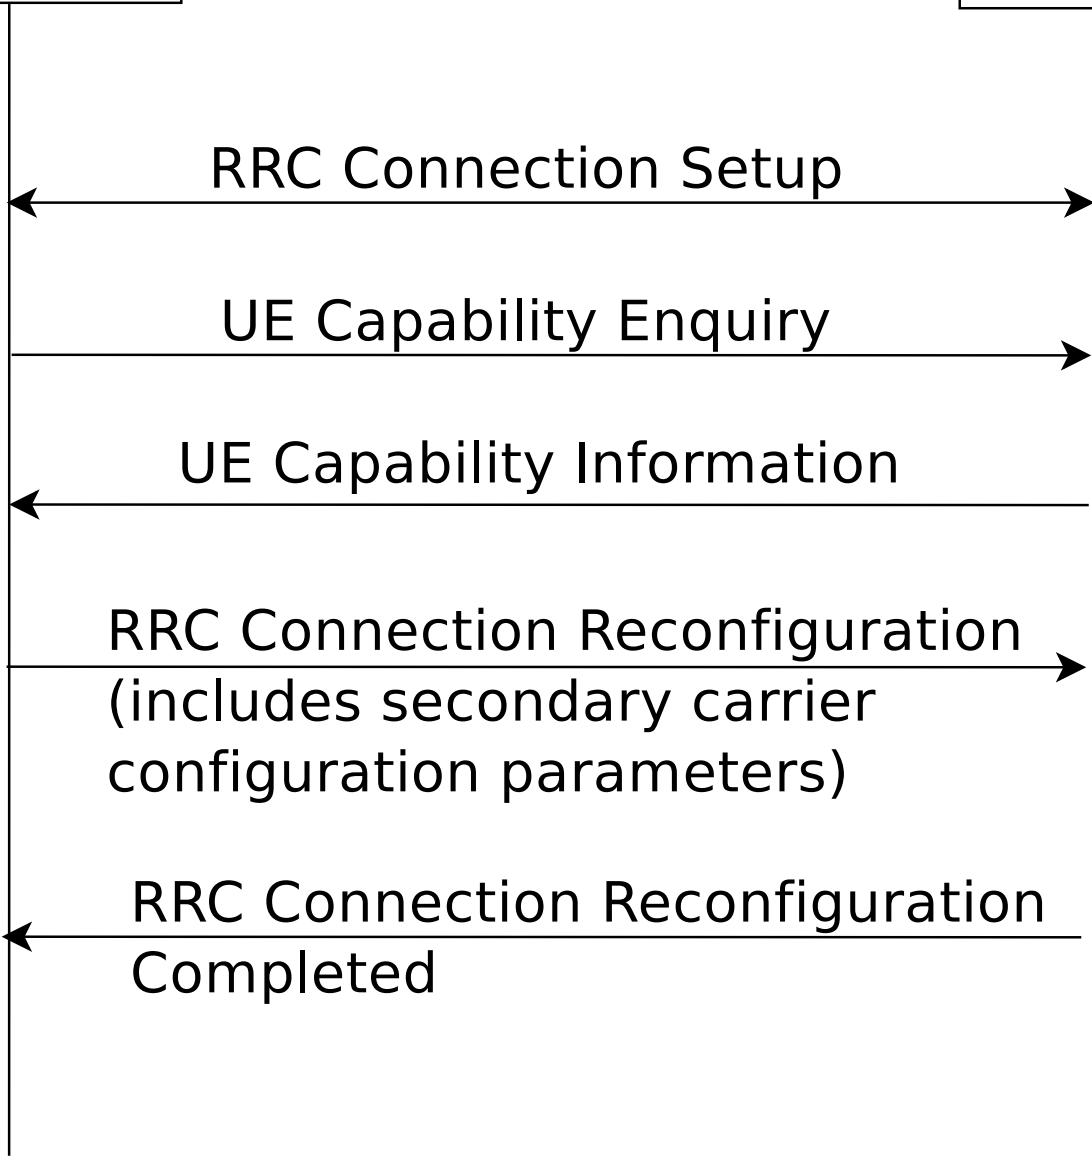 RRC Connection Setup
UE Capability Enquiry
UE Capability Information
RRC Connection Reconfiguration
(includes secondary carrier
configuration parameters)
RRC Connection Reconfiguration
Completed